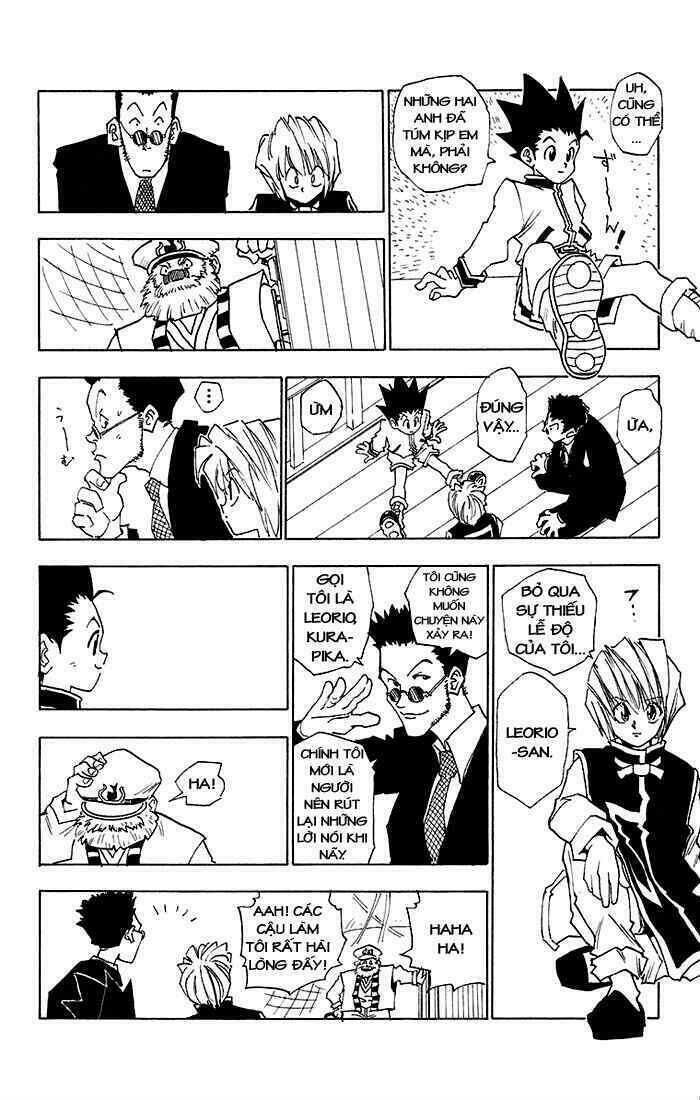 UH,
CŨNG
CÓ THỂ
...
NHỮNG HAI
ANH ĐÃ
TÚM KỊP EM
MÀ, PHẢI
KHÔNG?
ỪA,
ĐÚNG
VẬY...
ỪM
...
BỎ QUA
SỰ THIẾU
LỄ ĐỘ
CỦA TÔI...
LEORIO
-SAN.
TÔI CŨNG
KHÔNG
MUỐN
CHUYỆN NÀY
XẢY RA!
GỌI
TÔI LÀ
LEORIO,
KURA-
PIKA.
CHÍNH TÔI
MỚI LÀ
NGƯỜI
NÊN RÚT
LẠI NHỮNG
LỜI NÓI KHI
NÃY.
HA!
HAHA
HA!
AAH! CÁC
CẬU LÀM
TÔI RẤT HÀI
LÒNG ĐẤY!